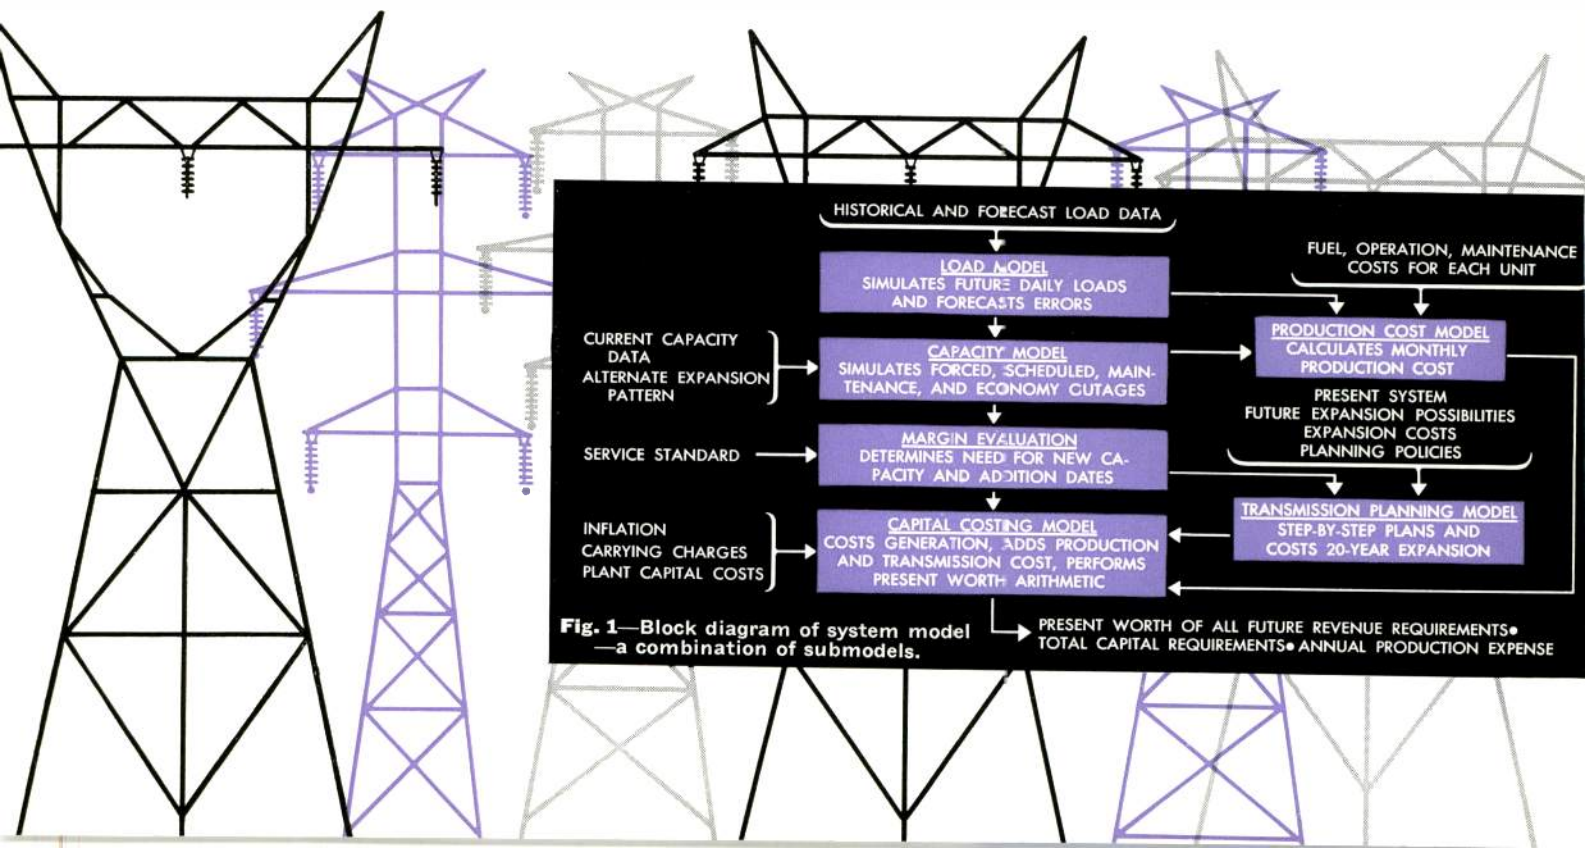 HISTORICAL AND FORECAST LOAD DATA
LOAD MODEL
SIMULATES FUTURE DAILY LOADS
AND FORECASTS ERRORS
FUEL, OPERATION, MAINTENANCE
COSTS FOR EACH UNIT
CURRENT CAPACITY
DATA
ALTERNATE EXPANSION
PATTERN
CAPACITY MODEL
SIMULATES FORCED, SCHEDULED, MAIN-
TENANCE, AND ECONOMY CUTAGES
PRODUCTION COST MODEL
CALCULATES MONTHLY
PRODUCTION COST
PRESENT SYSTEM
FUTURE EXPANSION POSSIBILITIES
EXPANSION COSTS
PLANNING POLICIES
SERVICE STANDARD
MARGIN EVALUATION
DETERMINES NEED FOR NEW CA-
PACITY AND ADDITION DATES
TRANSMISSION PLANNING MODEL
STEP-BY-STEP PLANS AND
COSTS 20-YEAR EXPANSION
INFLATION
CARRYING CHARGES
PLANT CAPITAL COSTS
CAPITAL COSTING MODEL
COSTS GENERATION, ADDS PRODUCTION
AND TRANSMISSION COST, PERFORMS
PRESENT WORTH ARITHMETIC
Fig. 1—Block diagram of system model
—a combination of submodels.
PRESENT WORTH OF ALL FUTURE REVENUE REQUIREMENTS●
TOTAL CAPITAL REQUIREMENTS● ANNUAL PRODUCTION EXPENSE